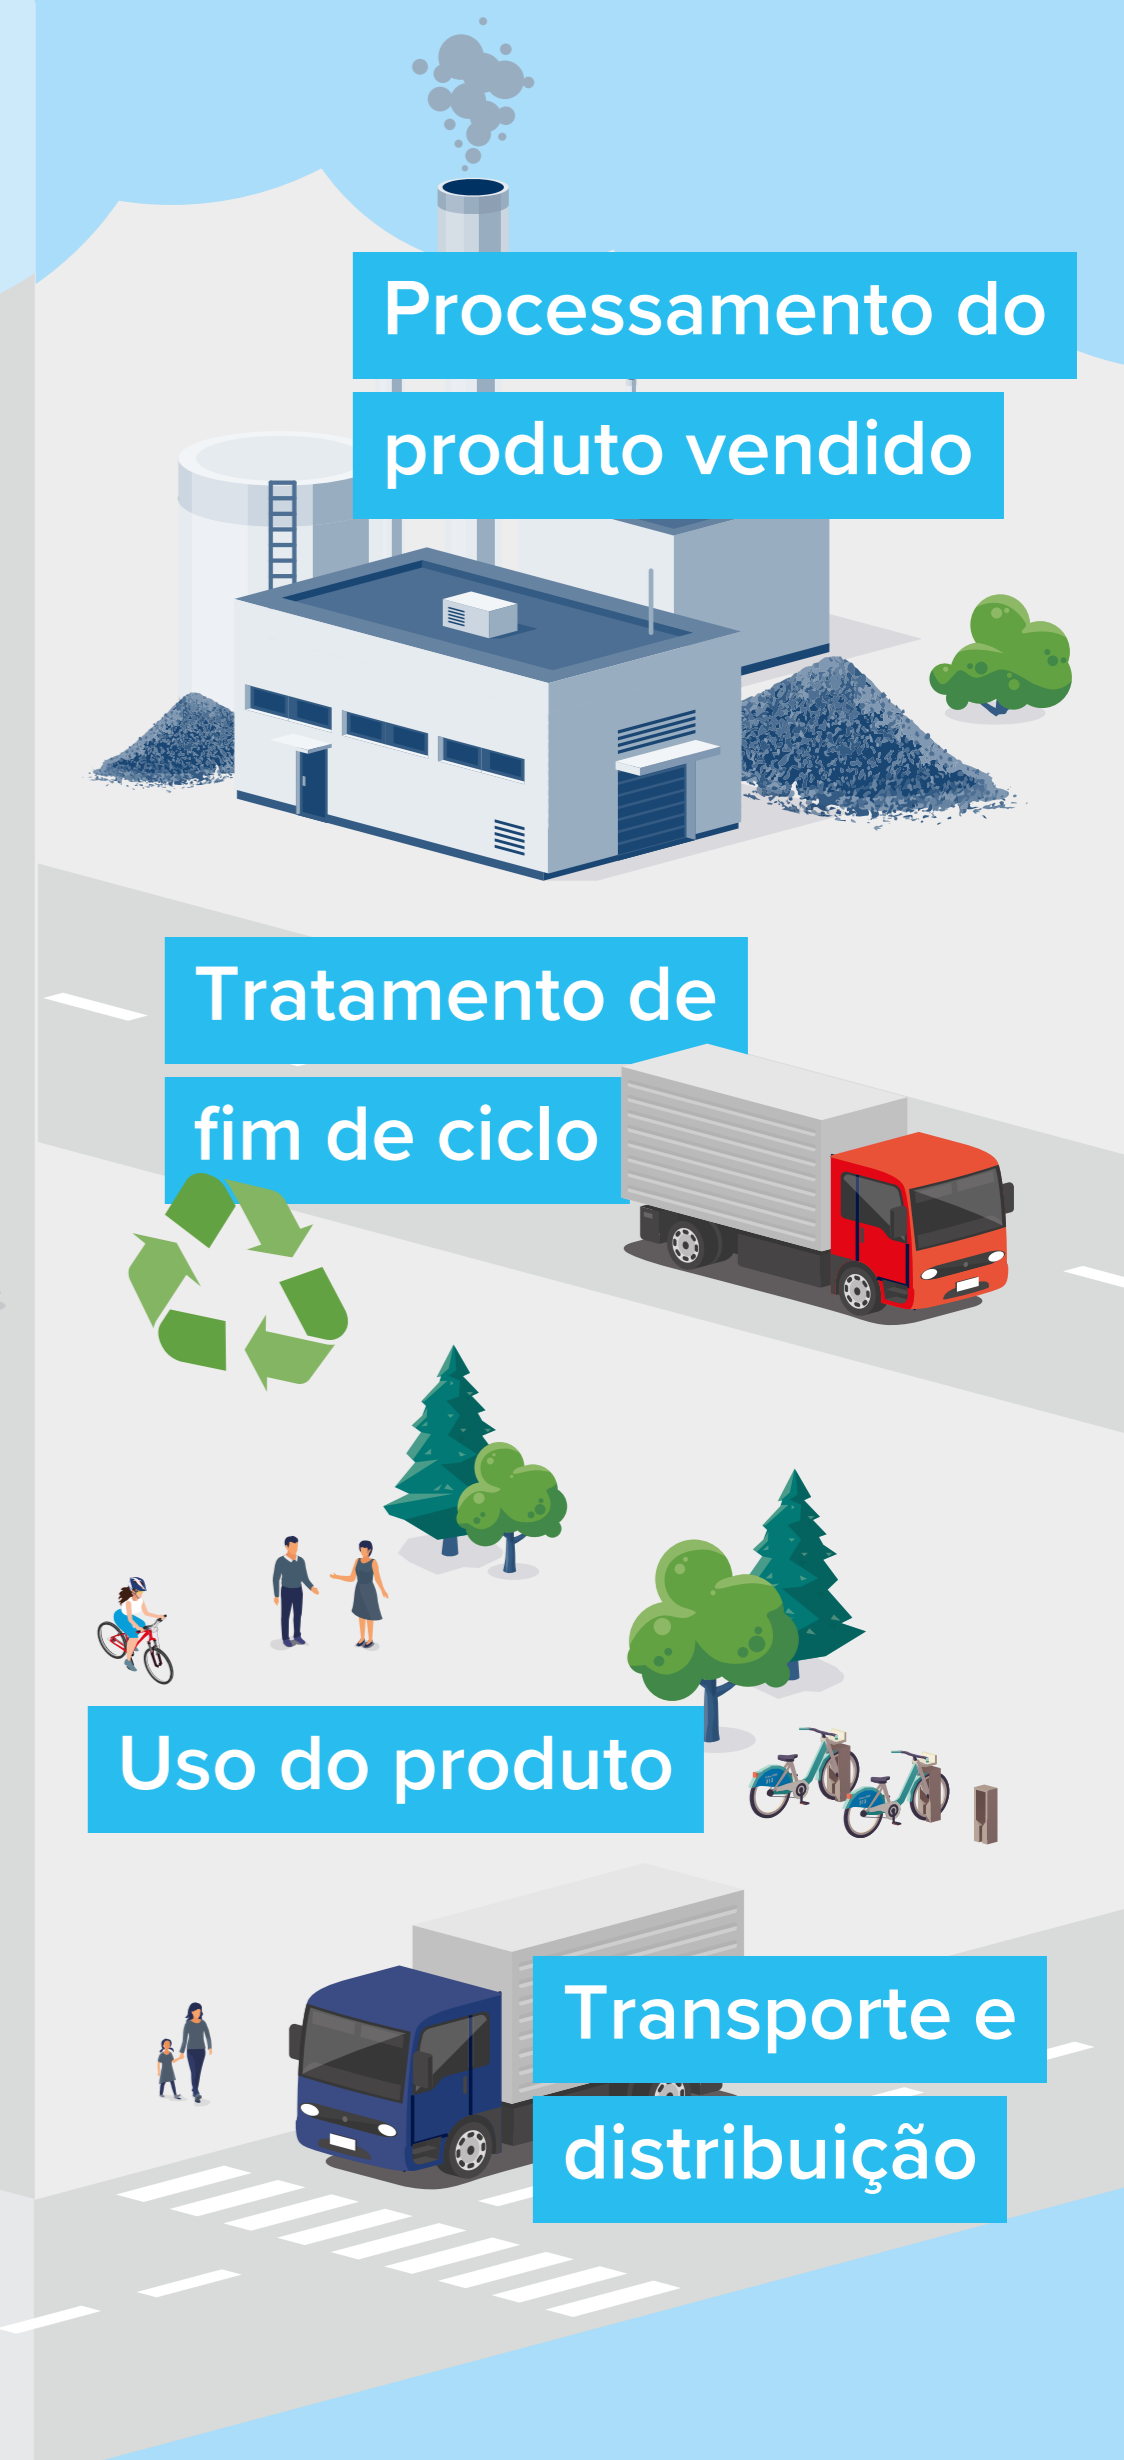 Processamento do
produto vendido
Tratamento de
fim de ciclo
Uso do produto
Transporte e
distribuição